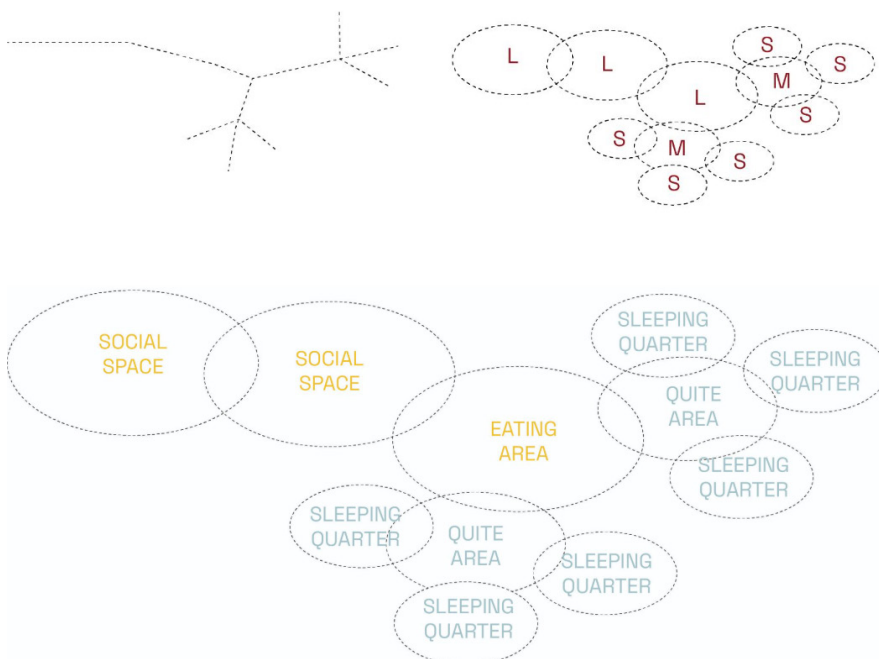 L
L
L
S
M
S
S
S
M
S
S
SOCIAL
SPACE
SOCIAL
SPACE
EATING
AREA
SLEEPING
QUARTER
QUITE
AREA
SLEEPING
QUARTER
SLEEPING
QUARTER
SLEEPING
QUARTER
QUITE
AREA
SLEEPING
QUARTER
SLEEPING
QUARTER